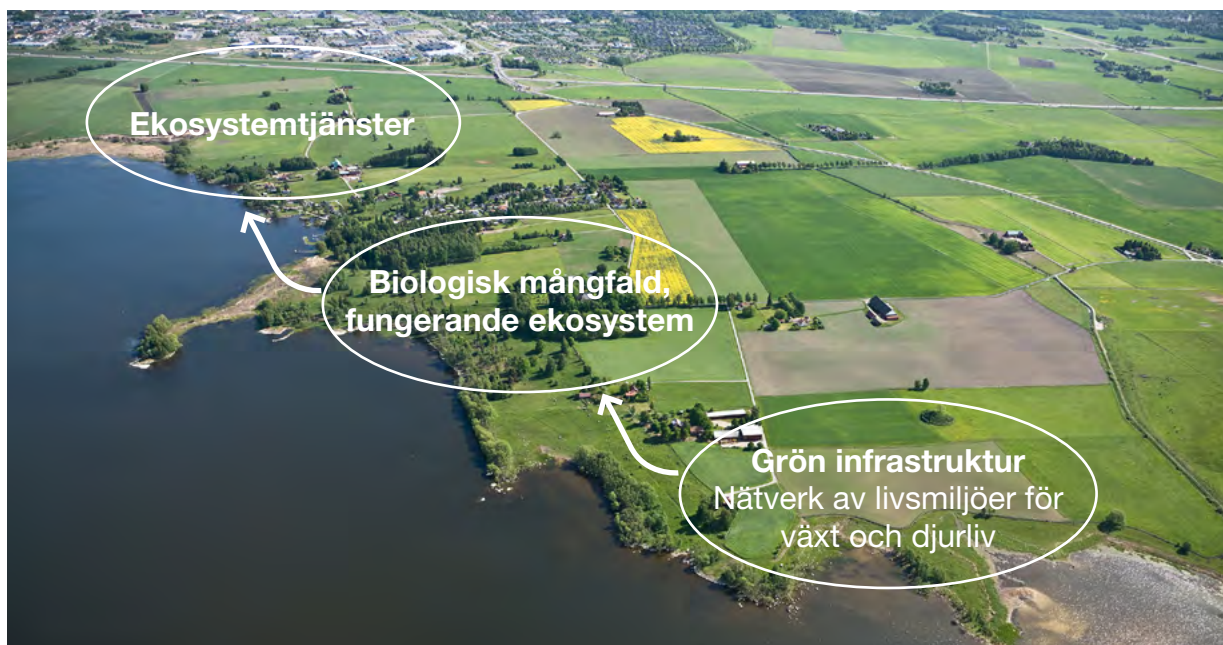 Ekosystemtjänster
Biologisk mångfald,
fungerande ekosystem
Grön infrastruktur
Nätverk av livsmiljöer för
växt och djurliv